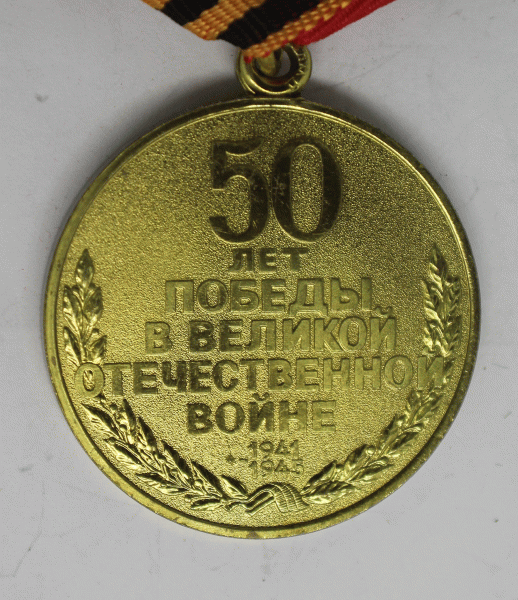 50
ЛЕТ
ПОБЕДЫ
В ВЕЛИКОЙ
ОТЕЧЕСТВЕННОЙ
ВОЙНЕ
1941
-1945